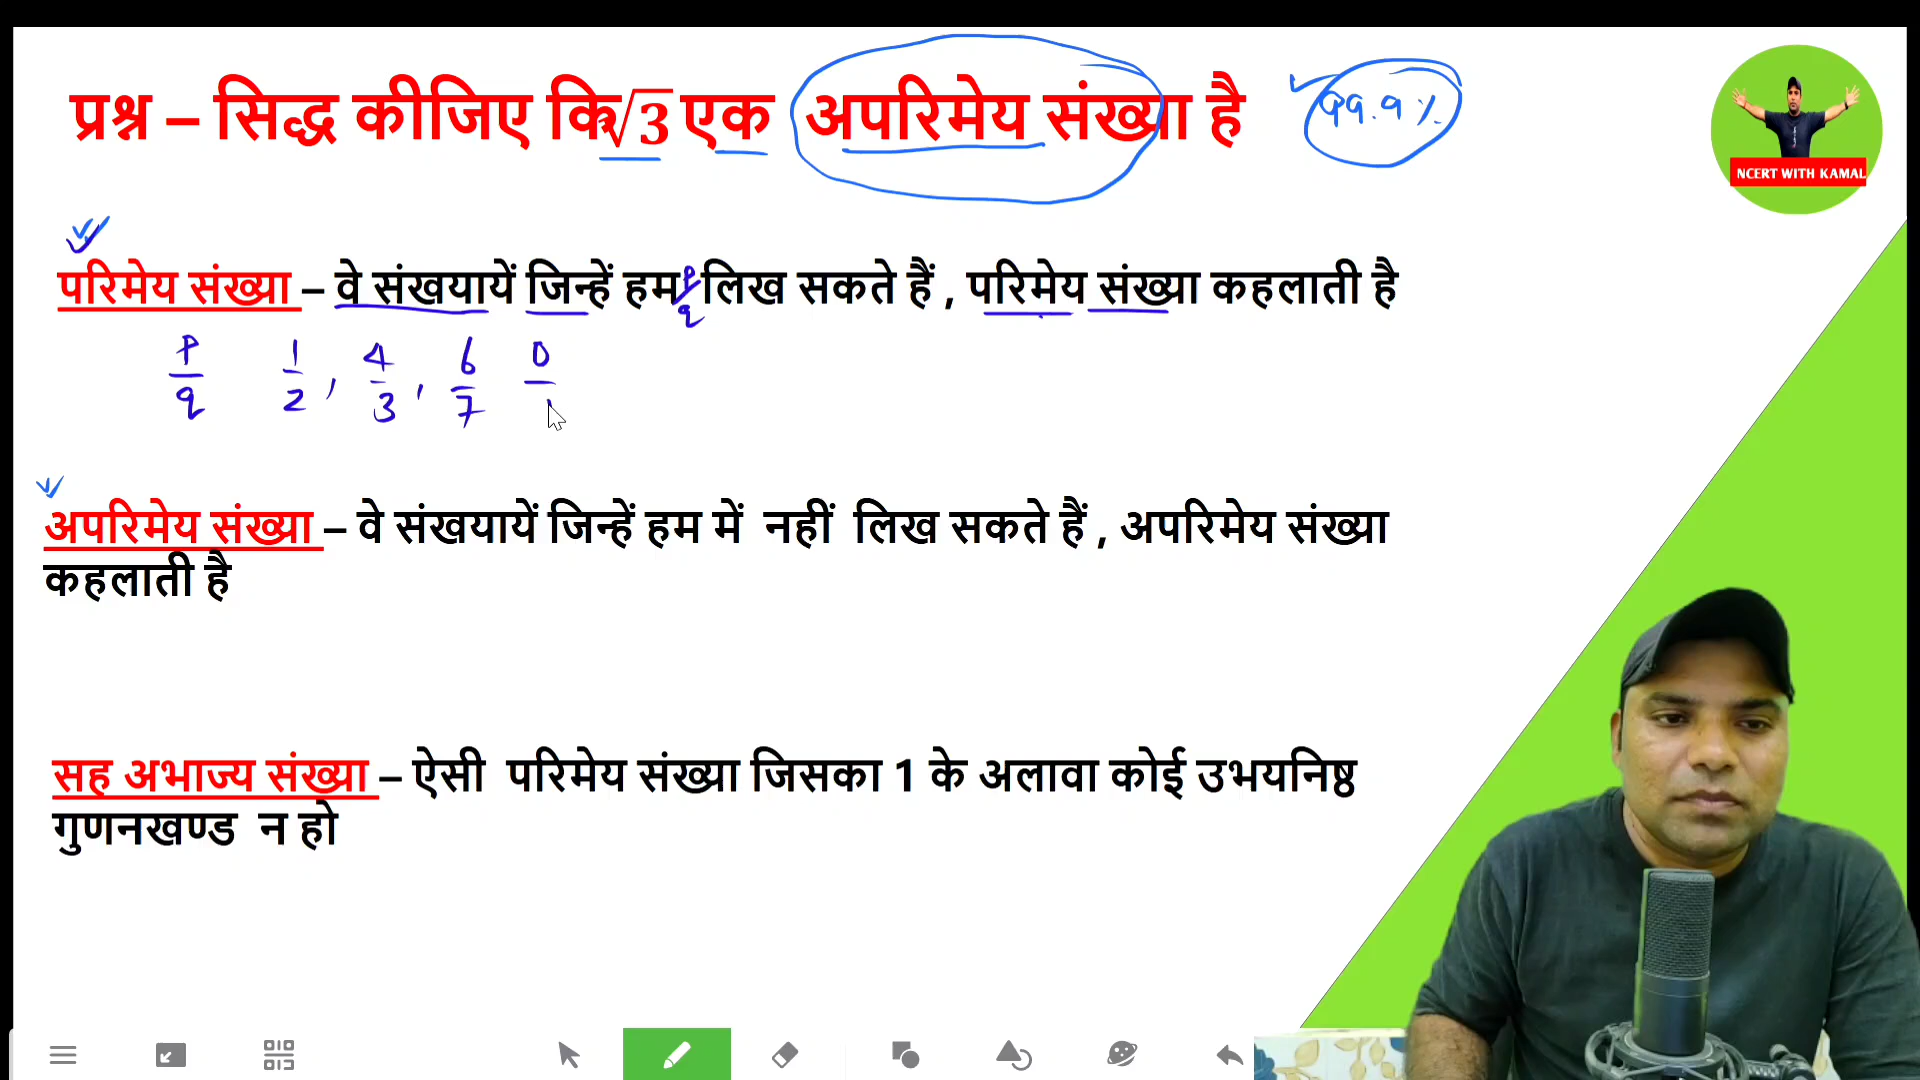 प्रश्न – सिद्ध कीजिए कि √3 एक अपरिमेय संख्या है
99.9%
NCERT WITH KAMAL
परिमेय संख्या – वे संखयायें जिन्हें हम p/q लिख सकते हैं , परिमेय संख्या कहलाती है
p/q 1/2 , 4/3 , 6/7 0/
अपरिमेय संख्या – वे संखयायें जिन्हें हम में नहीं लिख सकते हैं , अपरिमेय संख्या
कहलाती है
सह अभाज्य संख्या – ऐसी परिमेय संख्या जिसका 1 के अलावा कोई उभयनिष्ठ
गुणनखण्ड न हो